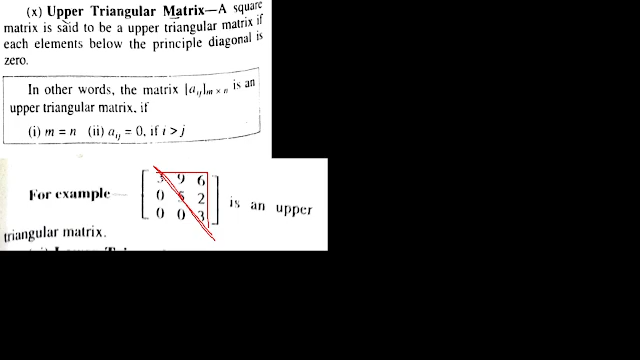 (x) Upper Triangular Matrix—A square
matrix is said to be a upper triangular matrix if
each elements below the principle diagonal is
zero.
In other words, the matrix [aij]m × n is an
upper triangular matrix, if
(i) m = n (ii) aij = 0, if i > j
For example— [ 3 9 6
0 5 2
0 0 3 ] is an upper
triangular matrix.